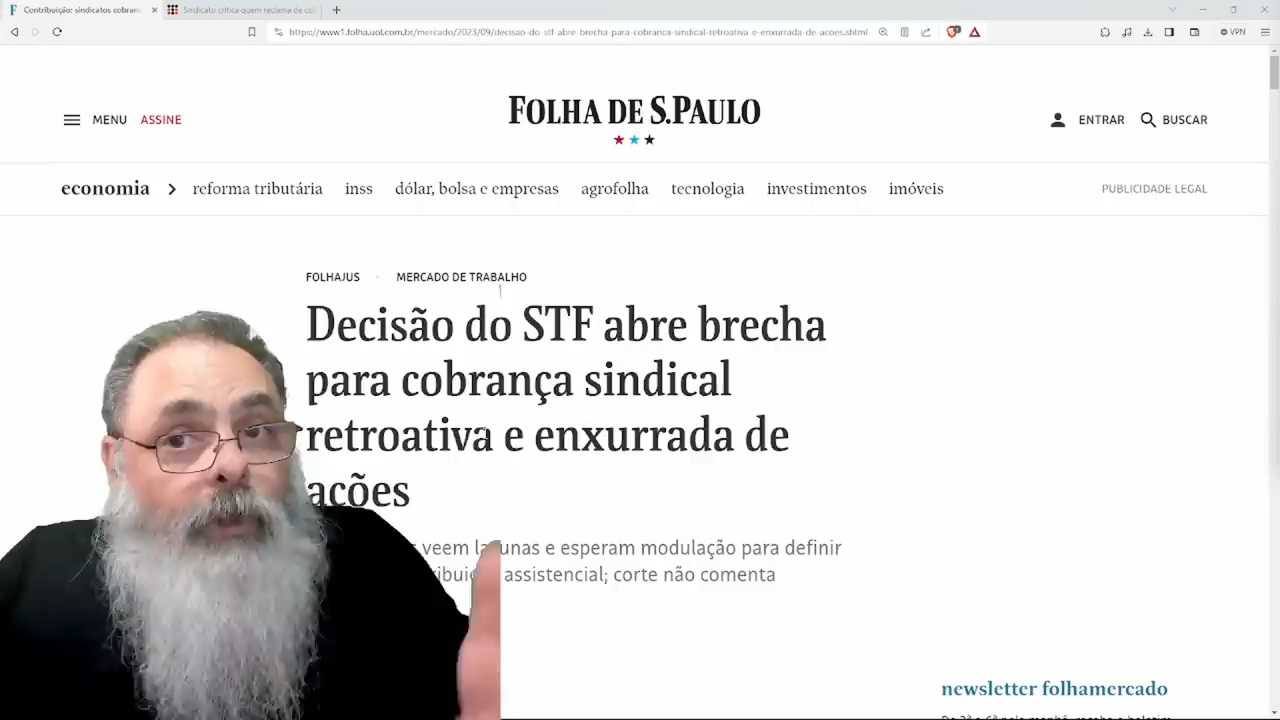 Contribuição: sindicatos cobram
Sindicato critica quem reclama de co
https://www1.folha.uol.com.br/mercado/2023/09/decisao-do-stf-abre-brecha-para-cobranca-sindical-retroativa-e-enxurrada-de-acoes.shtml
VPN
MENU ASSINE
FOLHA DE S.PAULO
ENTRAR BUSCAR
economia reforma tributária inss dólar, bolsa e empresas agrofolha tecnologia investimentos imóveis
PUBLICIDADE LEGAL
FOLHAJUS MERCADO DE TRABALHO
Decisão do STF abre brecha
para cobrança sindical
retroativa e enxurrada de
ações
veem lacunas e esperam modulação para definir
assistencial; corte não comenta
newsletter folhamercado